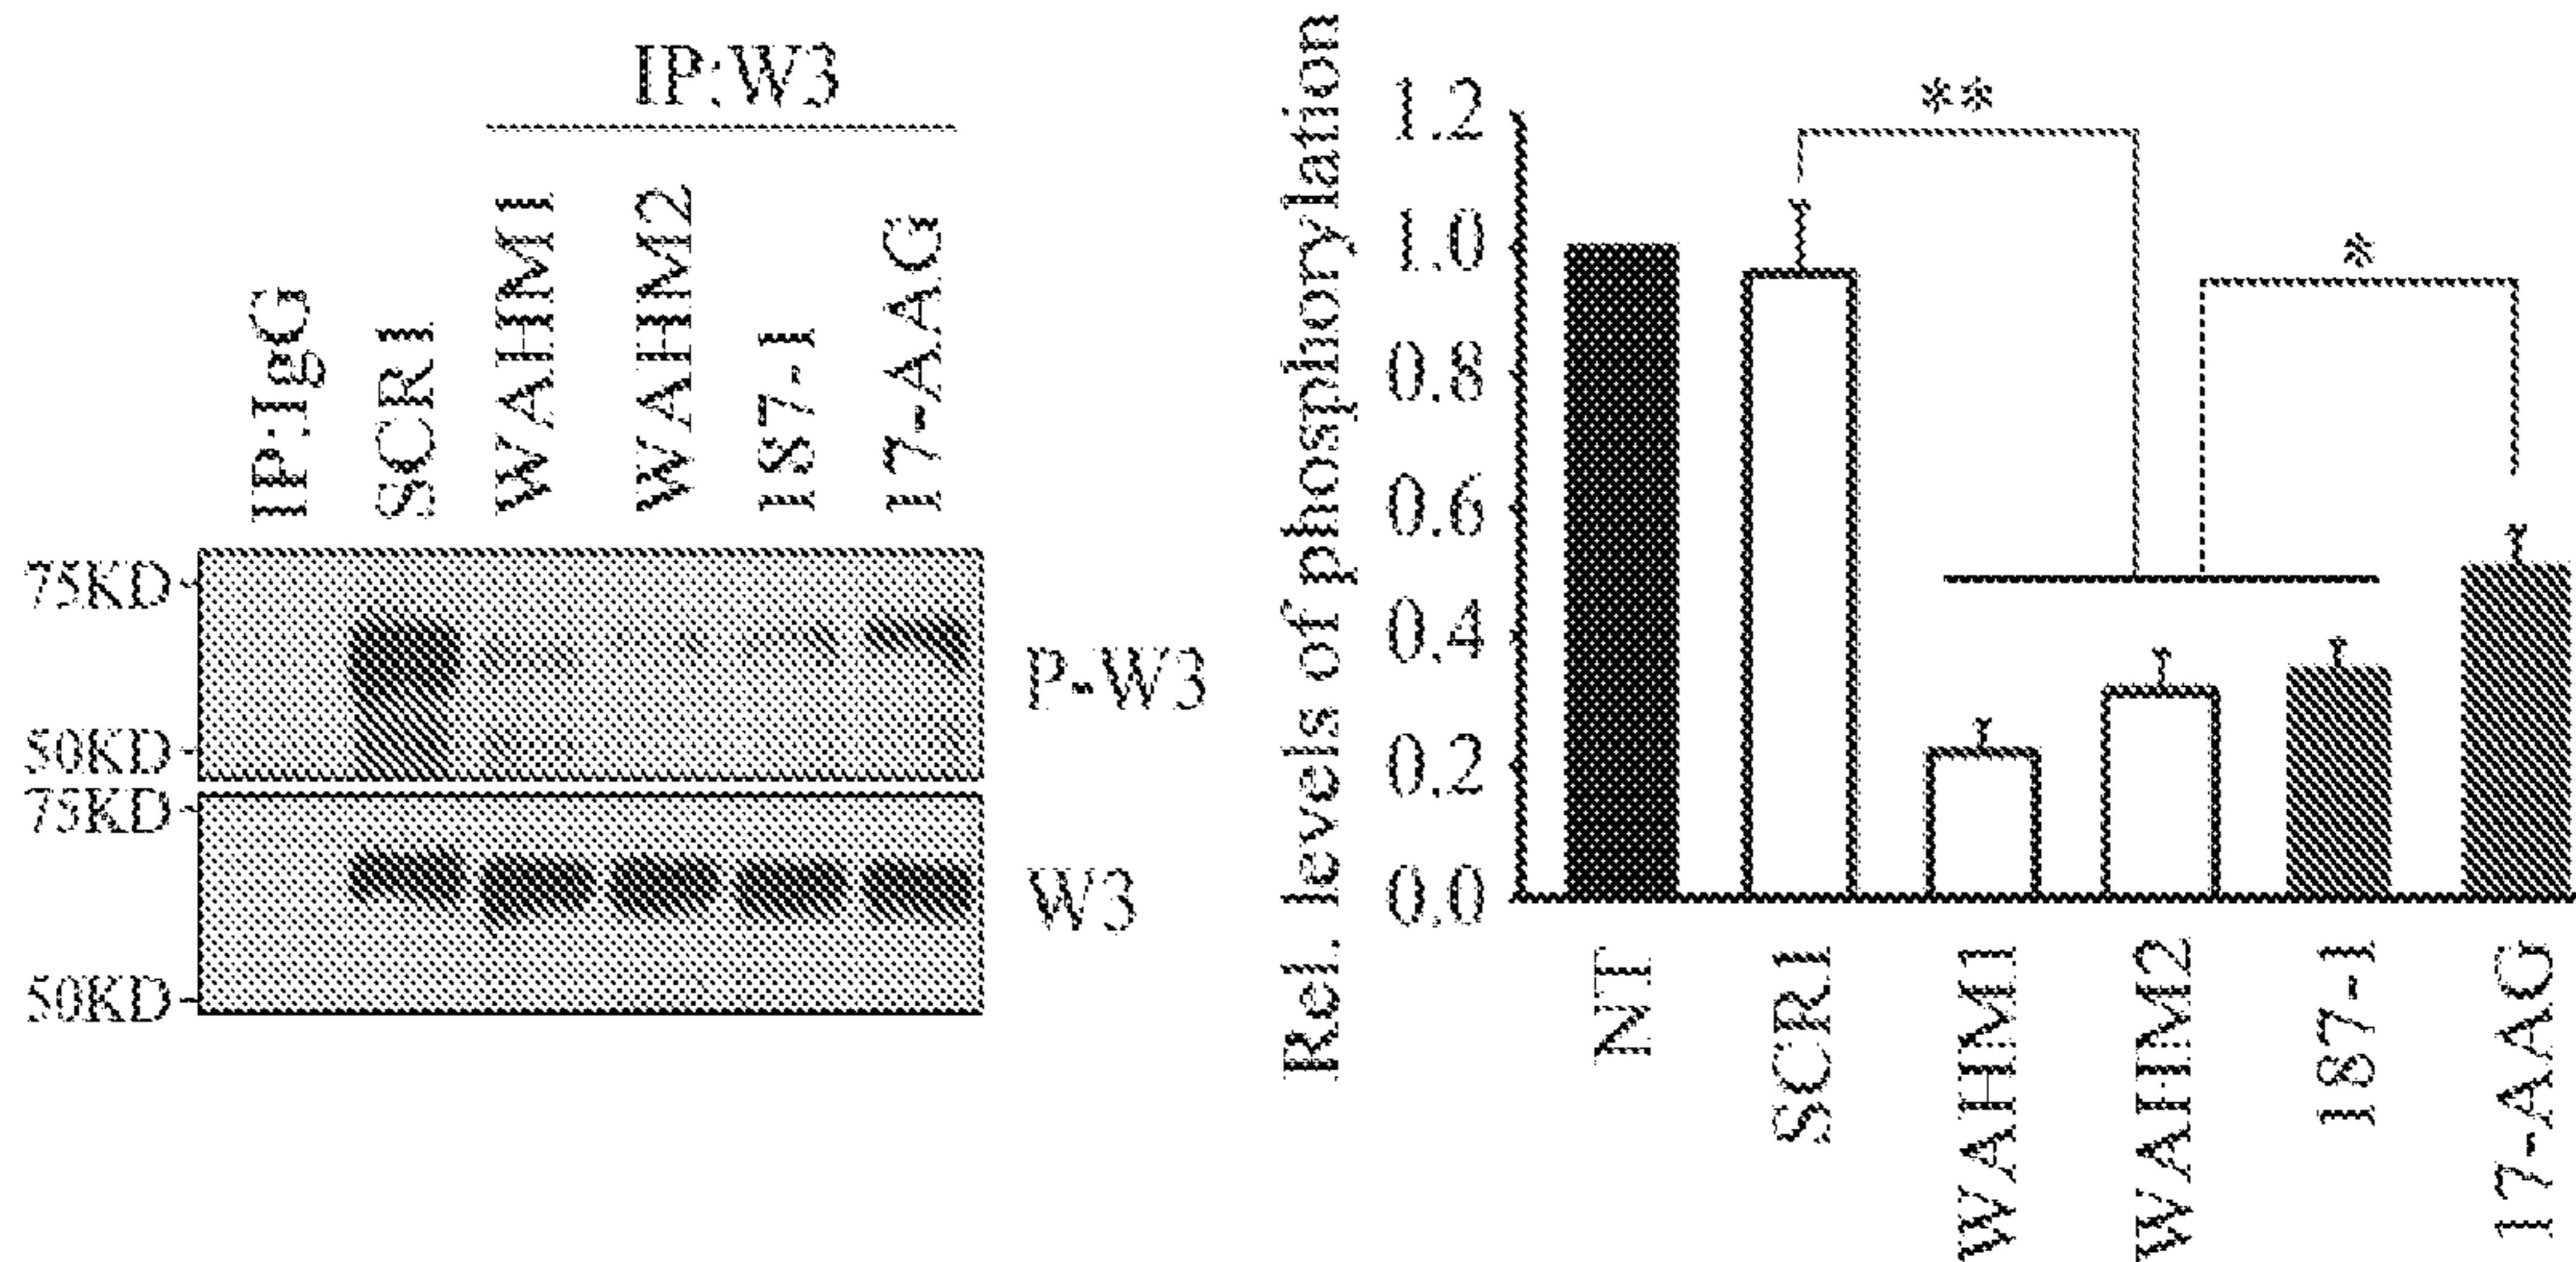 IP:W3
IP:IgG
SCR1
WAHM1
WAHM2
187-1
17-AAG
75KD
50KD
P-W3
75KD
50KD
W3
Rel. levels of phosphorylation
1.2
1.0
0.8
0.6
0.4
0.2
0.0
**
*
NT
SCR1
WAHM1
WAHM2
187-1
17-AAG